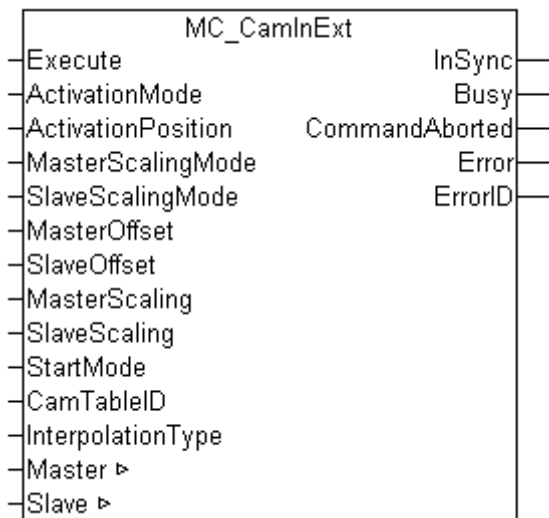 MC_CamInExt
Execute InSync
ActivationMode Busy
ActivationPosition CommandAborted
MasterScalingMode Error
SlaveScalingMode ErrorID
MasterOffset
SlaveOffset
MasterScaling
SlaveScaling
StartMode
CamTableID
InterpolationType
Master
Slave